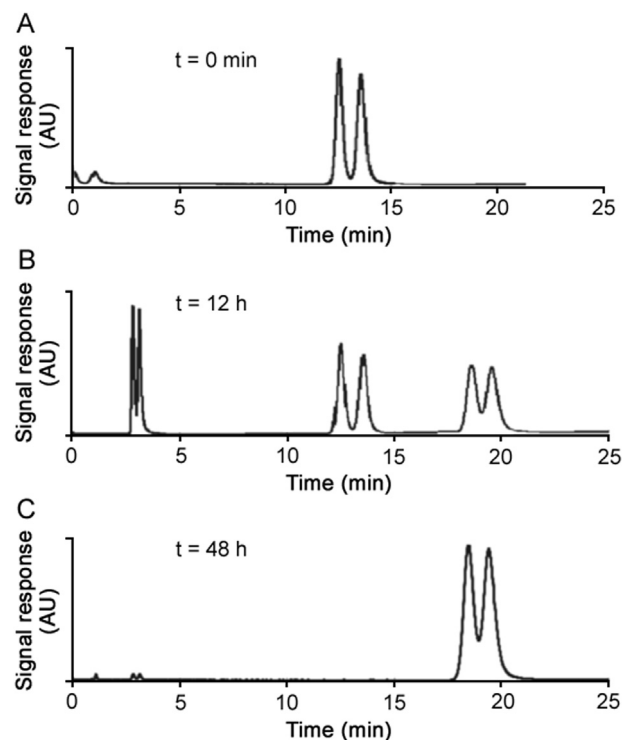 A
Signal response
(AU)
t = 0 min
0 5 10 15 20 25
Time (min)
B
Signal response
(AU)
t = 12 h
0 5 10 15 20 25
Time (min)
C
Signal response
(AU)
t = 48 h
0 5 10 15 20 25
Time (min)